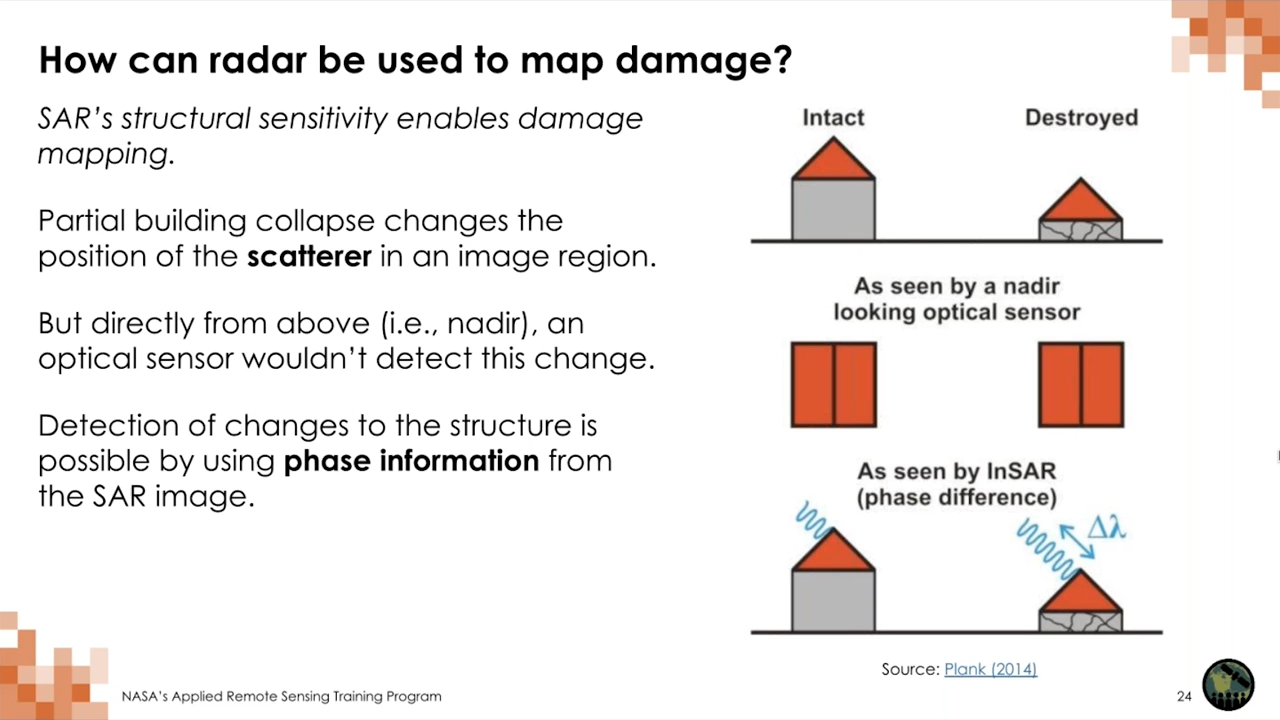 How can radar be used to map damage?
SAR's structural sensitivity enables damage
mapping.
Partial building collapse changes the
position of the scatterer in an image region.
But directly from above (i.e., nadir), an
optical sensor wouldn't detect this change.
Detection of changes to the structure is
possible by using phase information from
the SAR image.
Intact
Destroyed
As seen by a nadir
looking optical sensor
As seen by InSAR
(phase difference)
Δλ
Source: Plank (2014)
NASA's Applied Remote Sensing Training Program
24